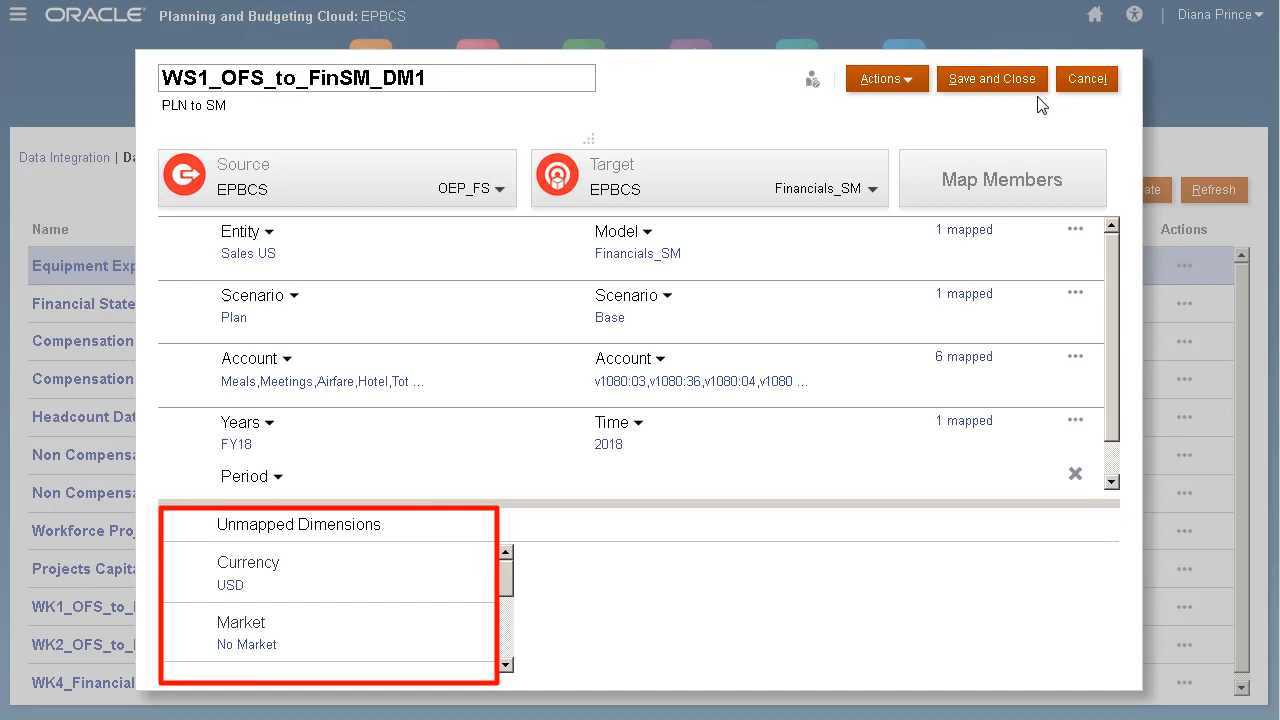 ORACLE Planning and Budgeting Cloud: EPBCS
Diana Prince
WS1_OFS_to_FinSM_DM1
PLN to SM
Actions
Save and Close
Cancel
Data Integration |
Refresh
Source
EPBCS
OEP_FS
Target
EPBCS
Financials_SM
Map Members
Name
Actions
Entity
Sales US
Model
Financials_SM
1 mapped
Scenario
Plan
Scenario
Base
1 mapped
Account
Meals,Meetings,Airfare,Hotel,Tot ...
Account
v1080:03,v1080:36,v1080:04,v1080 ...
6 mapped
Years
FY18
Time
2018
1 mapped
Period
Unmapped Dimensions
Currency
USD
Market
No Market
Equipment Exp
Financial State
Compensation
Compensation
Headcount Dat
Non Compensa
Non Compensa
Workforce Proj
Projects Capita
WK1_OFS_to_
WK2_OFS_to_
WK4_Financial